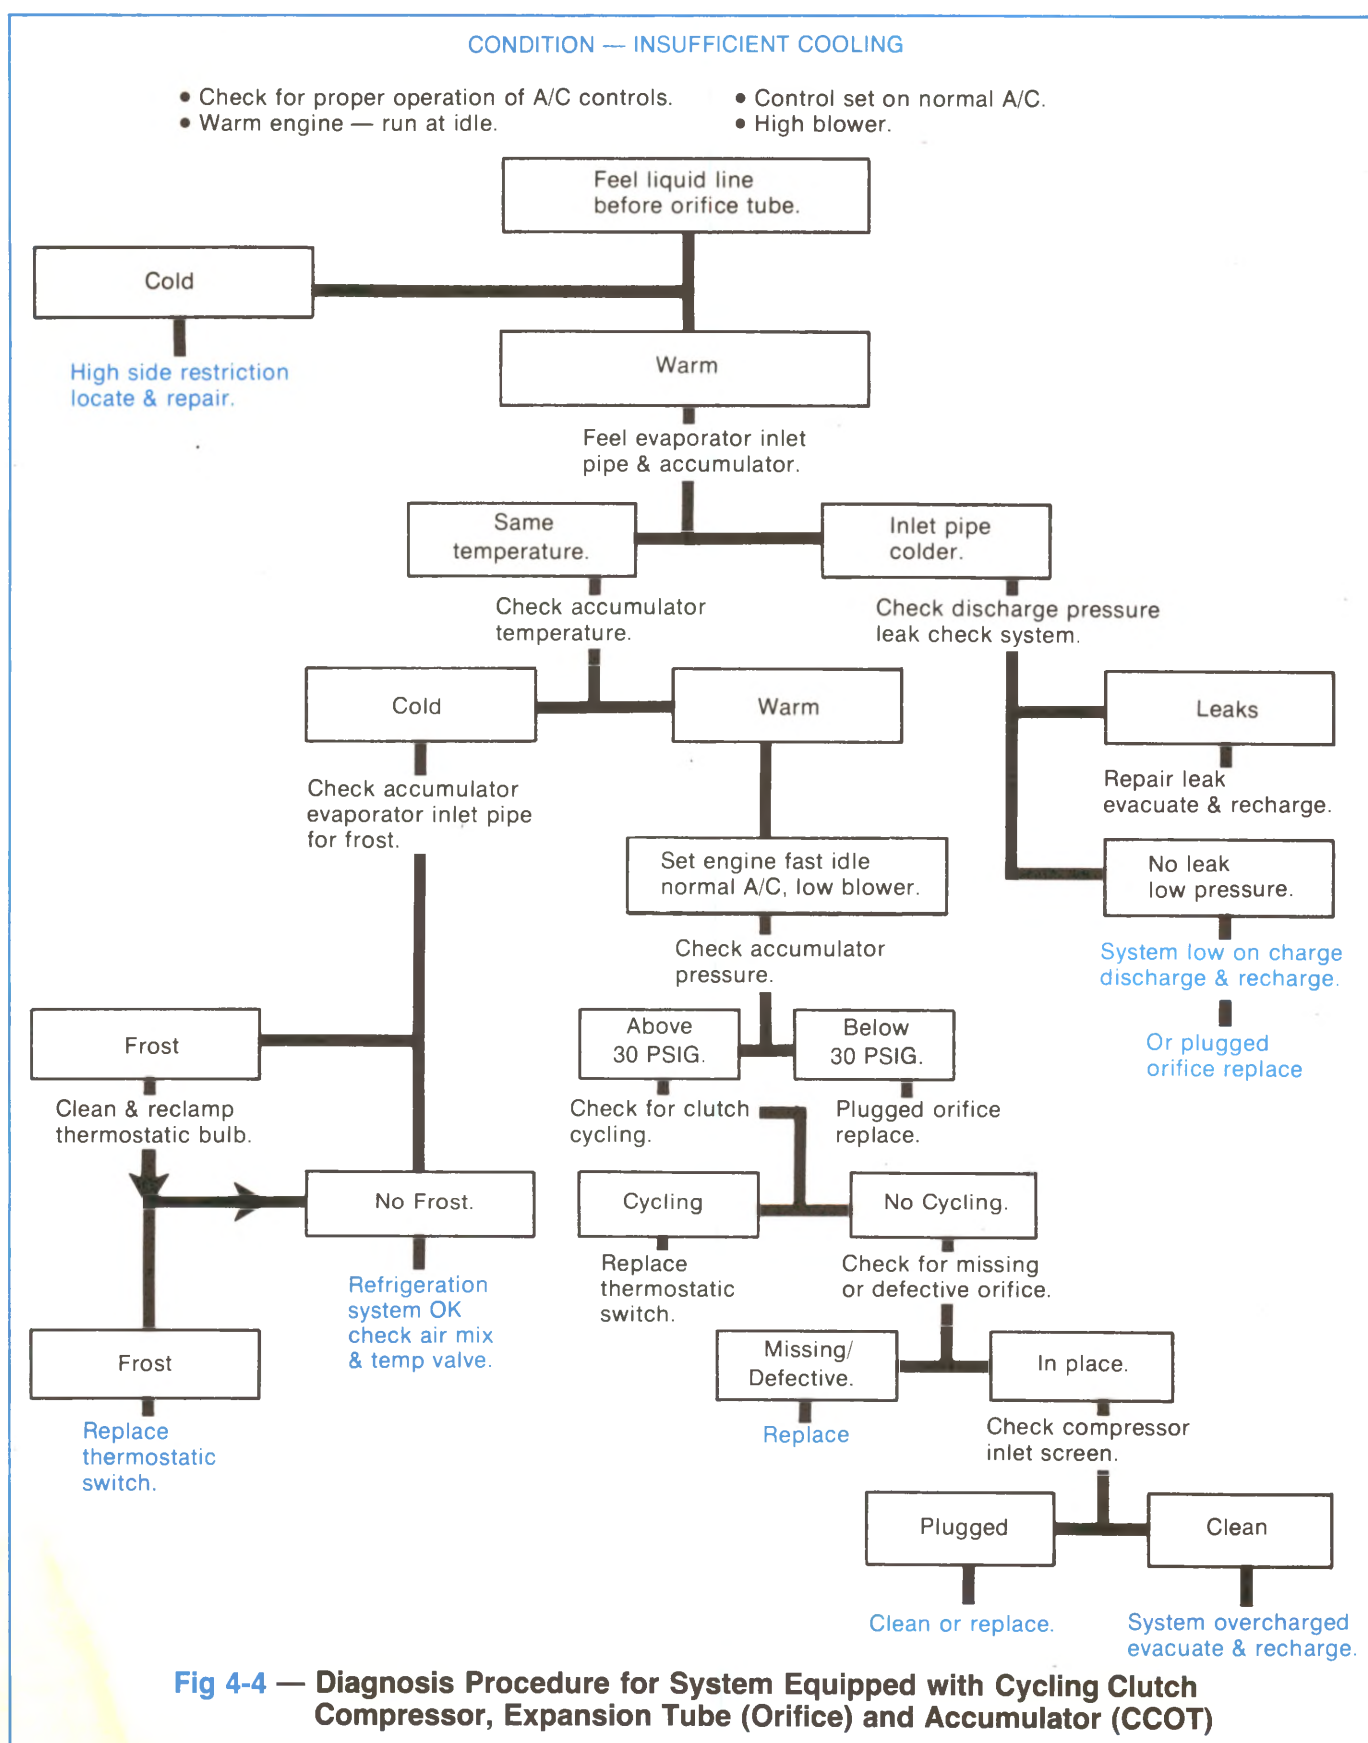 CONDITION — INSUFFICIENT COOLING
• Check for proper operation of A/C controls.
• Warm engine — run at idle.
• Control set on normal A/C.
• High blower.
Feel liquid line
before orifice tube.
Cold
High side restriction
locate & repair.
Warm
Feel evaporator inlet
pipe & accumulator.
Same
temperature.
Inlet pipe
colder.
Check accumulator
temperature.
Check discharge pressure
leak check system.
Cold
Warm
Leaks
Check accumulator
evaporator inlet pipe
for frost.
Repair leak
evacuate & recharge.
Set engine fast idle
normal A/C, low blower.
No leak
low pressure.
Check accumulator
pressure.
System low on charge
discharge & recharge.
Or plugged
orifice replace
Frost
Above
30 PSIG.
Below
30 PSIG.
Clean & reclamp
thermostatic bulb.
Check for clutch
cycling.
Plugged orifice
replace.
No Frost.
Cycling
No Cycling.
Refrigeration
system OK
check air mix
& temp valve.
Replace
thermostatic
switch.
Check for missing
or defective orifice.
Frost
Missing/
Defective.
In place.
Replace
thermostatic
switch.
Replace
Check compressor
inlet screen.
Plugged
Clean
Clean or replace.
System overcharged
evacuate & recharge.
Fig 4-4 — Diagnosis Procedure for System Equipped with Cycling Clutch
Compressor, Expansion Tube (Orifice) and Accumulator (CCOT)